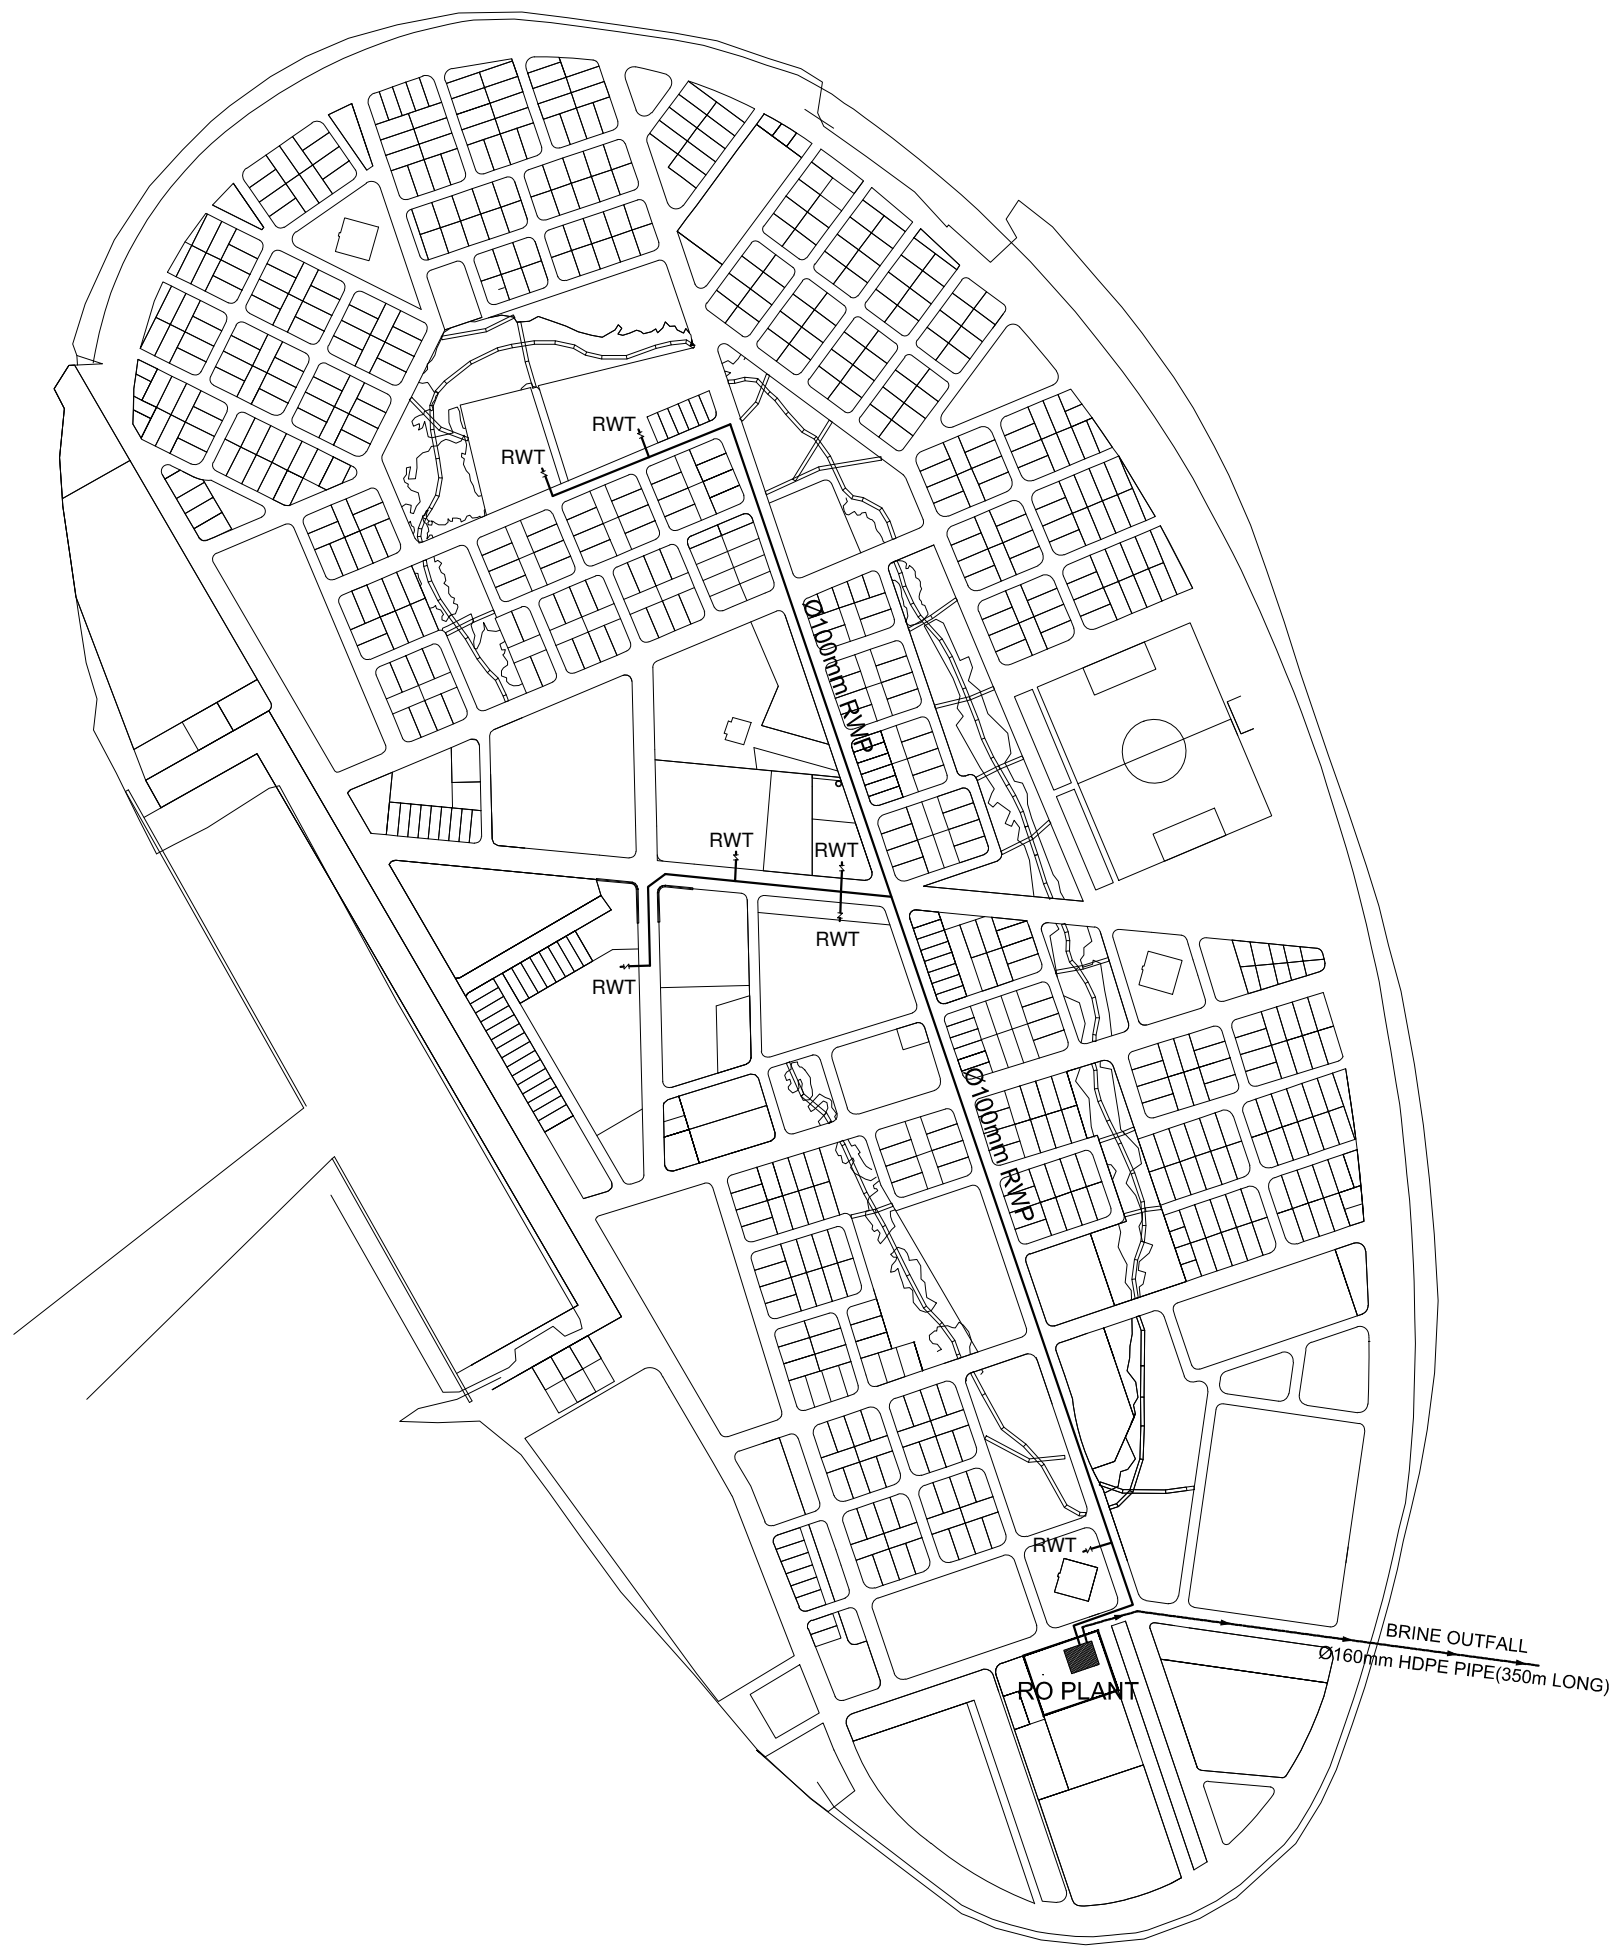 RWT
RWT
Ø100mm RWP
RWT
RWT
RWT
RWT
Ø100mm RWP
RWT
BRINE OUTFALL
Ø160mm HDPE PIPE(350m LONG)
RO PLANT